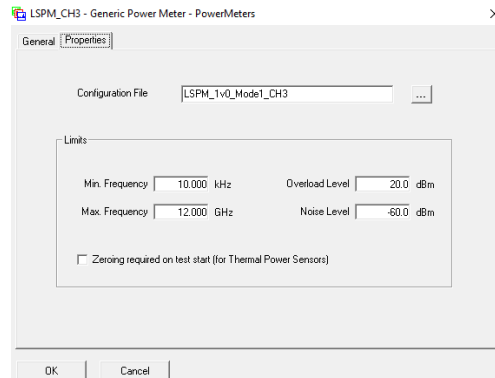 LSPM_CH3 - Generic Power Meter - PowerMeters
General Properties
Configuration File LSPM_1v0_Mode1_CH3 ...
Limits
Min. Frequency 10.000 kHz Overload Level 20.0 dBm
Max. Frequency 12.000 GHz Noise Level -60.0 dBm
Zeroing required on test start (for Thermal Power Sensors)
OK Cancel